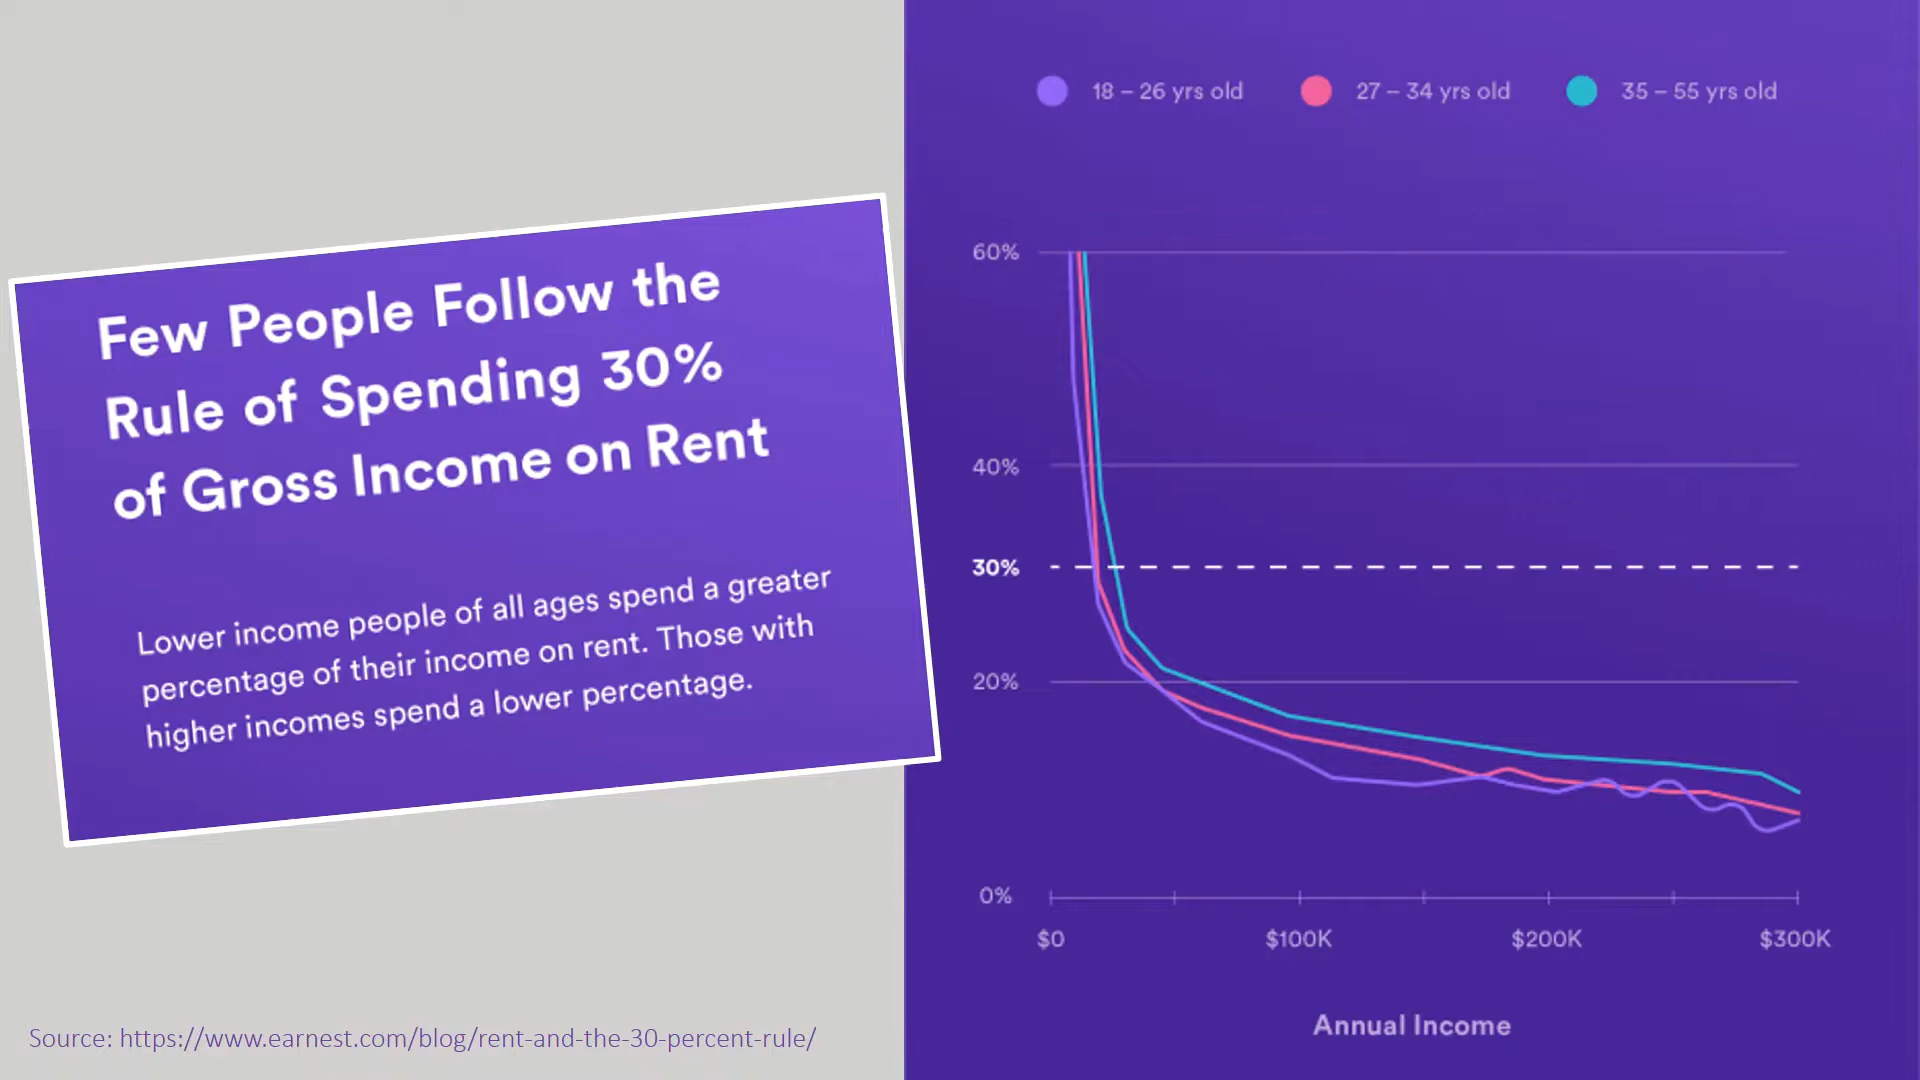 Few People Follow the
Rule of Spending 30%
of Gross Income on Rent
Lower income people of all ages spend a greater
percentage of their income on rent. Those with
higher incomes spend a lower percentage.
Source: https://www.earnest.com/blog/rent-and-the-30-percent-rule/
18 – 26 yrs old 27 – 34 yrs old 35 – 55 yrs old
60%
40%
30%
20%
0%
$0 $100K $200K $300K
Annual Income